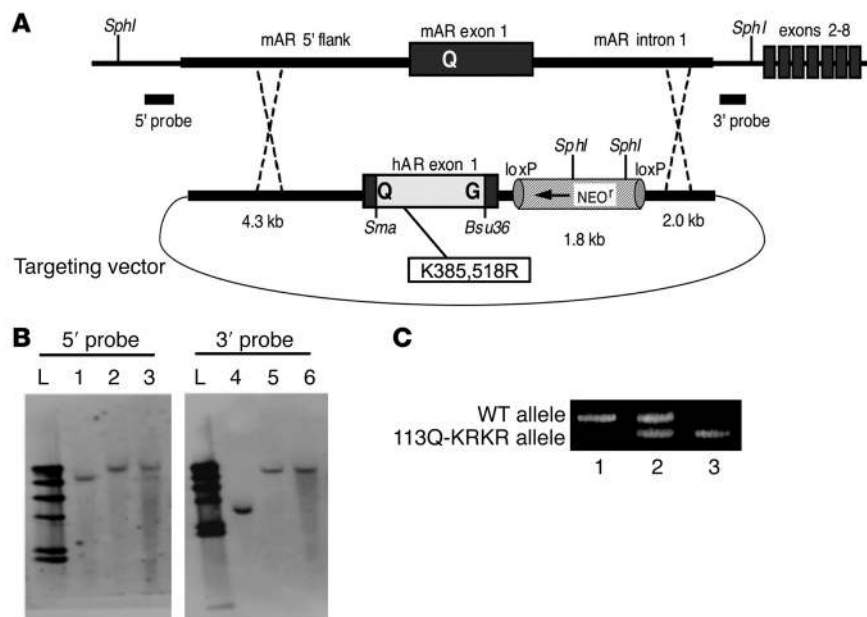 A
SphI
mAR 5' flank
mAR exon 1
mAR intron 1
SphI
exons 2-8
Q
5' probe
3' probe
hAR exon 1
loxP
SphI
SphI
loxP
Q
G
NEOr
4.3 kb
Sma
Bsu36
1.8 kb
2.0 kb
Targeting vector
K385,518R
B
5′ probe
3′ probe
L 1 2 3
L 4 5 6
C
WT allele
113Q-KRKR allele
1 2 3